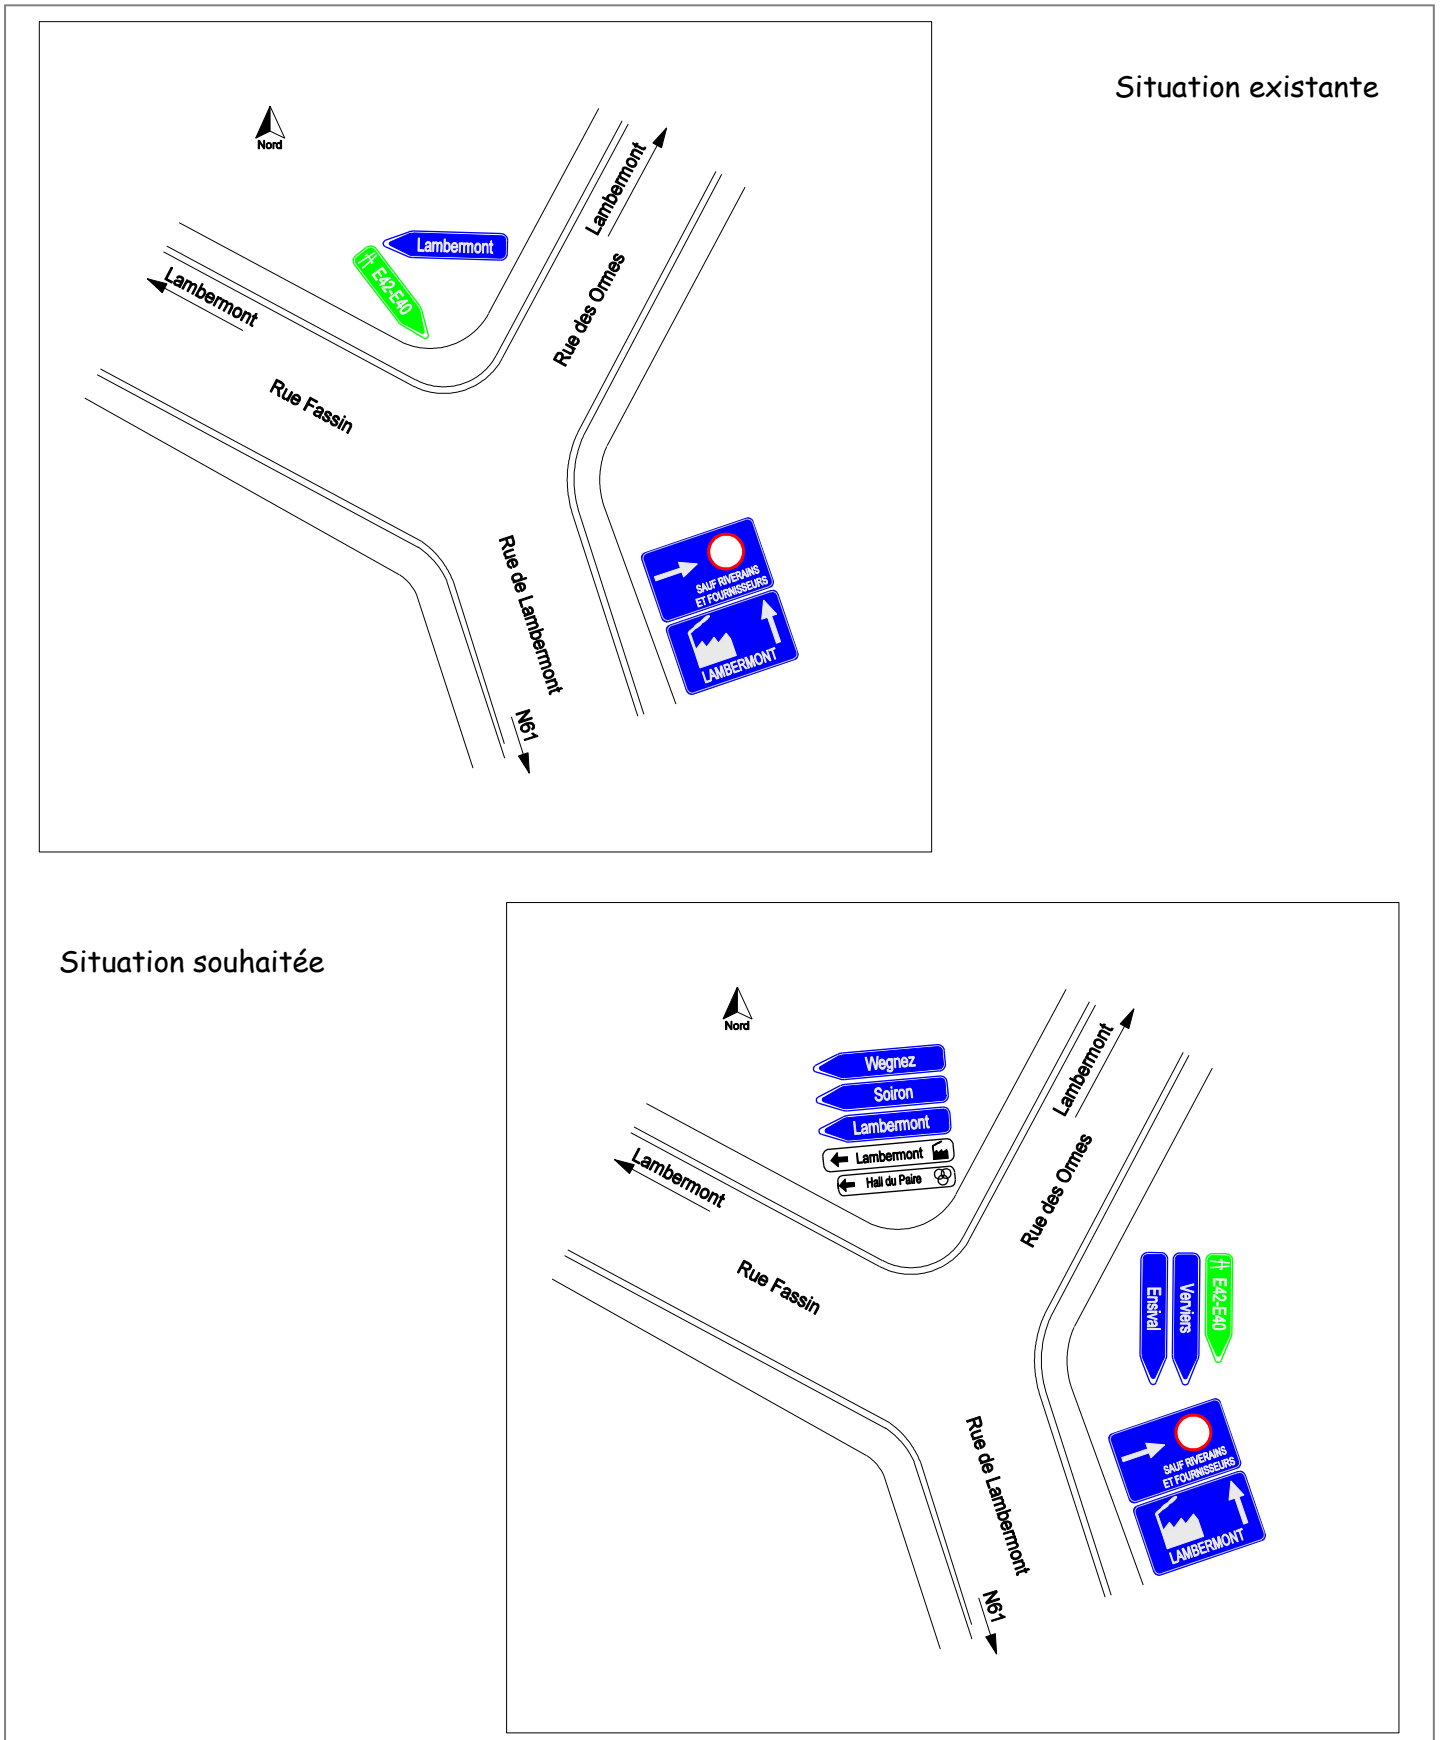 Situation existante
Nord
Lambermont
Lambermont
E42-E40
Lambermont
Rue des Ormes
Rue Fassin
SAUF RIVERAINS
ET FOURNISSEURS
LAMBERMONT
Rue de Lambermont
N61
Situation souhaitée
Nord
Lambermont
Wegnez
Soiron
Lambermont
Lambermont
Hall du Paire
Lambermont
Rue des Ormes
Rue Fassin
Ensival
Verviers
E42-E40
SAUF RIVERAINS
ET FOURNISSEURS
LAMBERMONT
Rue de Lambermont
N61